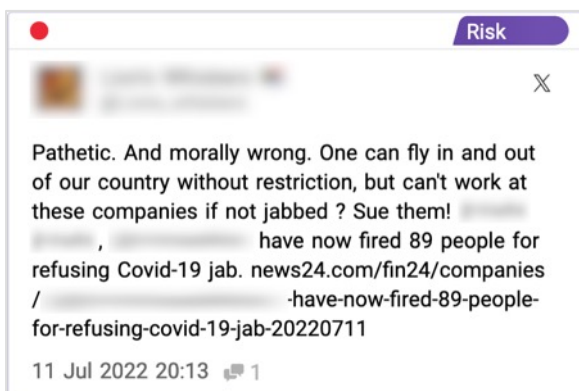 Risk
Pathetic. And morally wrong. One can fly in and out
of our country without restriction, but can't work at
these companies if not jabbed ? Sue them!
, have now fired 89 people for
refusing Covid-19 jab. news24.com/fin24/companies
/ -have-now-fired-89-people-
for-refusing-covid-19-jab-20220711
11 Jul 2022 20:13 1